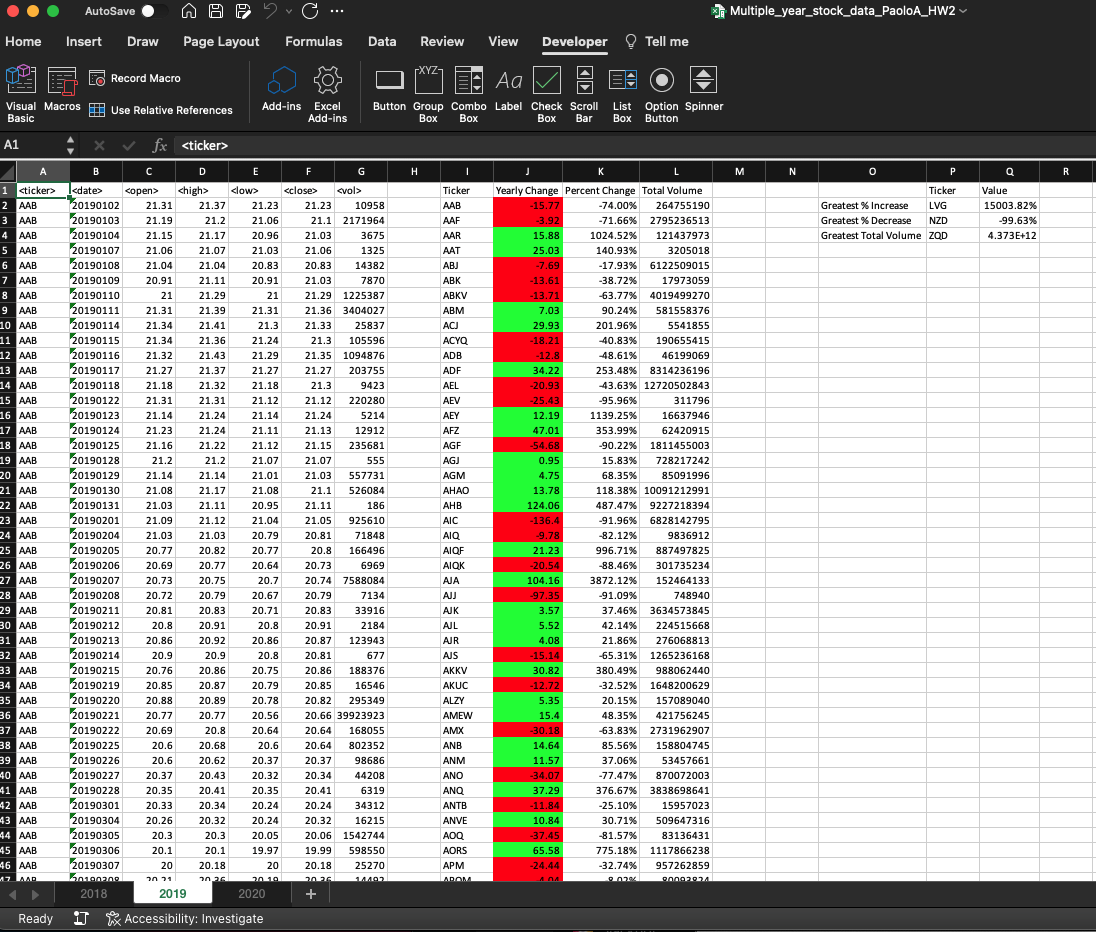 AutoSave Multiple_year_stock_data_PaoloA_HW2
Home Insert Draw Page Layout Formulas Data Review View Developer Tell me
Visual Basic Macros Record Macro Use Relative References Add-ins Excel Add-ins Button Group Box Combo Box Label Check Box Scroll Bar List Box Option Button Spinner
XYZ Aa
A1 fx <ticker>
A B C D E F G H I J K L M N O P Q R
1 <ticker> <date> <open> <high> <low> <close> <vol> Ticker Yearly Change Percent Change Total Volume Ticker Value
2 AAB 20190102 21.31 21.37 21.23 21.23 10958 AAB -15.77 -74.00% 264755190 Greatest % Increase LVG 15003.82%
3 AAB 20190103 21.19 21.2 21.06 21.1 2171964 AAF -3.92 -71.66% 2795236513 Greatest % Decrease NZD -99.63%
4 AAB 20190104 21.15 21.17 20.96 21.03 3675 AAR 15.88 1024.52% 121437973 Greatest Total Volume ZQD 4.373E+12
5 AAB 20190107 21.06 21.07 21.03 21.06 1325 AAT 25.03 140.93% 3205018
6 AAB 20190108 21.04 21.04 20.83 20.83 14382 ABJ -7.69 -17.93% 6122509015
7 AAB 20190109 20.91 21.11 20.91 21.03 7870 ABK -13.61 -38.72% 17973059
8 AAB 20190110 21 21.29 21 21.29 1225387 ABKV -13.71 -63.77% 4019499270
9 AAB 20190111 21.31 21.39 21.31 21.36 3404027 ABM 7.03 90.24% 581558376
10 AAB 20190114 21.34 21.41 21.3 21.33 25837 ACJ 29.93 201.96% 5541855
11 AAB 20190115 21.34 21.36 21.24 21.3 105596 ACYQ -18.21 -40.83% 190655415
12 AAB 20190116 21.32 21.43 21.29 21.35 1094876 ADB -12.8 -48.61% 46199069
13 AAB 20190117 21.27 21.37 21.27 21.27 203755 ADF 34.22 253.48% 8314236196
14 AAB 20190118 21.18 21.32 21.18 21.3 9423 AEL -20.93 -43.63% 12720502843
15 AAB 20190122 21.31 21.31 21.12 21.12 220280 AEV -25.43 -95.96% 311796
16 AAB 20190123 21.14 21.24 21.14 21.24 5214 AEY 12.19 1139.25% 16637946
17 AAB 20190124 21.23 21.24 21.11 21.13 12912 AFZ 47.01 353.99% 62420915
18 AAB 20190125 21.16 21.22 21.12 21.15 235681 AGF -54.68 -90.22% 1811455003
19 AAB 20190128 21.2 21.2 21.07 21.07 555 AGJ 0.95 15.83% 728217242
20 AAB 20190129 21.14 21.14 21.01 21.03 557731 AGM 4.75 68.35% 85091996
21 AAB 20190130 21.08 21.17 21.08 21.1 526084 AHAO 13.78 118.38% 10091212991
22 AAB 20190131 21.03 21.11 20.95 21.11 186 AHB 124.06 487.47% 9227218394
23 AAB 20190201 21.09 21.12 21.04 21.05 925610 AIC -136.4 -91.96% 6828142795
24 AAB 20190204 21.03 21.03 20.79 20.81 71848 AIQ -9.78 -82.12% 9836912
25 AAB 20190205 20.77 20.82 20.77 20.8 166496 AIQF 21.23 996.71% 887497825
26 AAB 20190206 20.69 20.77 20.64 20.73 6969 AIQK -20.54 -88.46% 301735234
27 AAB 20190207 20.73 20.75 20.7 20.74 7588084 AJA 104.16 3872.12% 152464133
28 AAB 20190208 20.72 20.79 20.67 20.79 7134 AJJ -97.35 -91.09% 748940
29 AAB 20190211 20.81 20.83 20.71 20.83 33916 AJK 3.57 37.46% 3634573845
30 AAB 20190212 20.8 20.91 20.8 20.91 2184 AJL 5.52 42.14% 224515668
31 AAB 20190213 20.86 20.92 20.86 20.87 123943 AJR 4.08 21.86% 276068813
32 AAB 20190214 20.9 20.9 20.8 20.81 677 AJS -15.14 -65.31% 1265236168
33 AAB 20190215 20.76 20.86 20.75 20.86 188376 AKKV 30.82 380.49% 988062440
34 AAB 20190219 20.85 20.87 20.79 20.85 16546 AKUC -12.72 -32.52% 1648200629
35 AAB 20190220 20.88 20.89 20.78 20.82 295349 ALZY 5.35 20.15% 157089040
36 AAB 20190221 20.77 20.77 20.56 20.66 39923923 AMEW 15.4 48.35% 421756245
37 AAB 20190222 20.69 20.8 20.64 20.64 168055 AMX -30.18 -63.83% 2731962907
38 AAB 20190225 20.6 20.68 20.6 20.64 802352 ANB 14.64 85.56% 158804745
39 AAB 20190226 20.6 20.62 20.37 20.37 98686 ANM 11.57 37.06% 53457661
40 AAB 20190227 20.37 20.43 20.32 20.34 44208 ANO -34.07 -77.47% 870072003
41 AAB 20190228 20.35 20.41 20.35 20.41 6319 ANQ 37.29 376.67% 3838698641
42 AAB 20190301 20.33 20.34 20.24 20.24 34312 ANTB -11.84 -25.10% 15957023
43 AAB 20190304 20.26 20.32 20.24 20.32 16215 ANVE 10.84 30.71% 509647316
44 AAB 20190305 20.3 20.3 20.05 20.06 1542744 AOQ -37.45 -81.57% 83136431
45 AAB 20190306 20.1 20.1 19.97 19.99 598550 AORS 65.58 775.18% 1117866238
46 AAB 20190307 20 20.18 20 20.18 25270 APM -24.44 -32.74% 957262859
47 AAB 20190308 20.21 20.36 20.19 20.36 14492 -4.04 -8.02%
2018 2019 2020
Ready Accessibility: Investigate